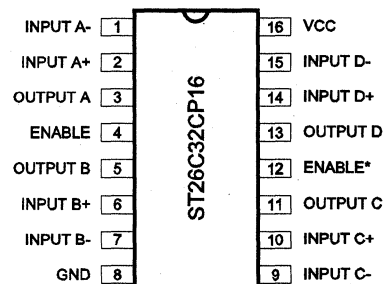 INPUT A- 1 16 VCC
INPUT A+ 2 15 INPUT D-
OUTPUT A 3 14 INPUT D+
ENABLE 4 13 OUTPUT D
OUTPUT B 5 12 ENABLE*
INPUT B+ 6 11 OUTPUT C
INPUT B- 7 10 INPUT C+
GND 8 9 INPUT C-
ST26C32CP16